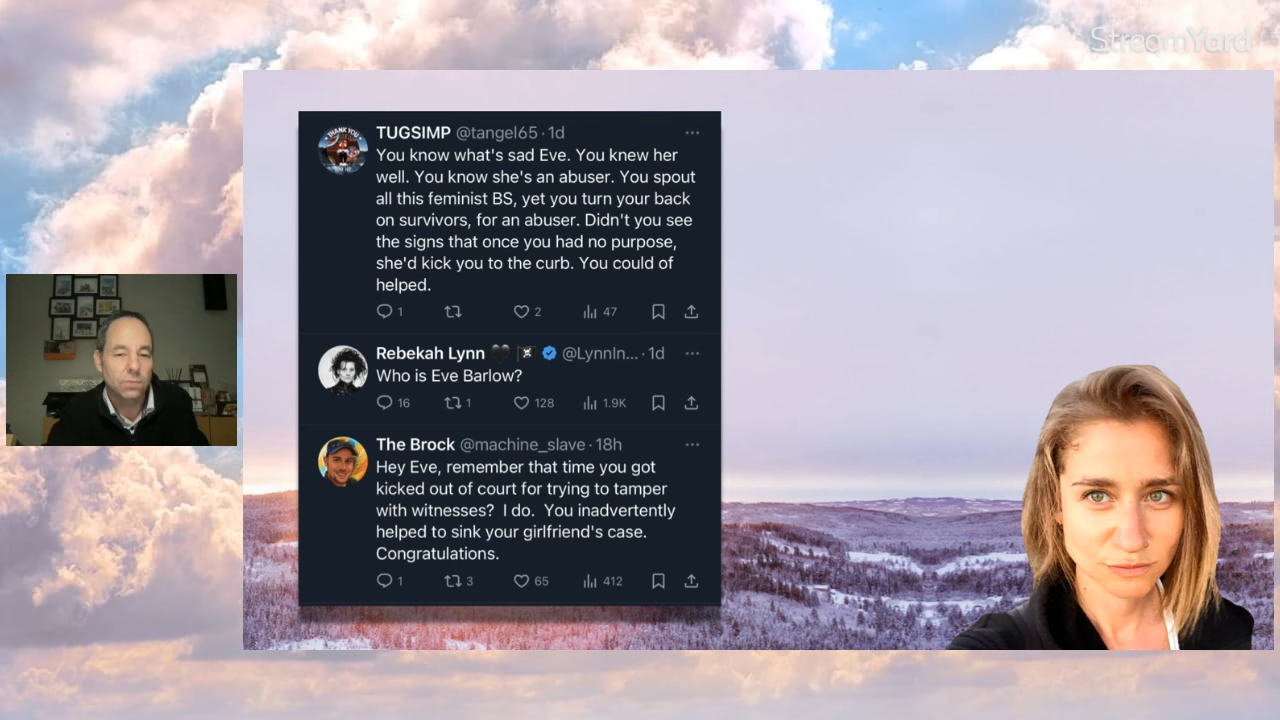 StreamYard
TUGSIMP @tangel65 · 1d
You know what's sad Eve. You knew her
well. You know she's an abuser. You spout
all this feminist BS, yet you turn your back
on survivors, for an abuser. Didn't you see
the signs that once you had no purpose,
she'd kick you to the curb. You could of
helped.
1 2 47
Rebekah Lynn @LynnIn... · 1d
Who is Eve Barlow?
16 1 128 1.9K
The Brock @machine_slave · 18h
Hey Eve, remember that time you got
kicked out of court for trying to tamper
with witnesses? I do. You inadvertently
helped to sink your girlfriend's case.
Congratulations.
1 3 65 412
THANK YOU